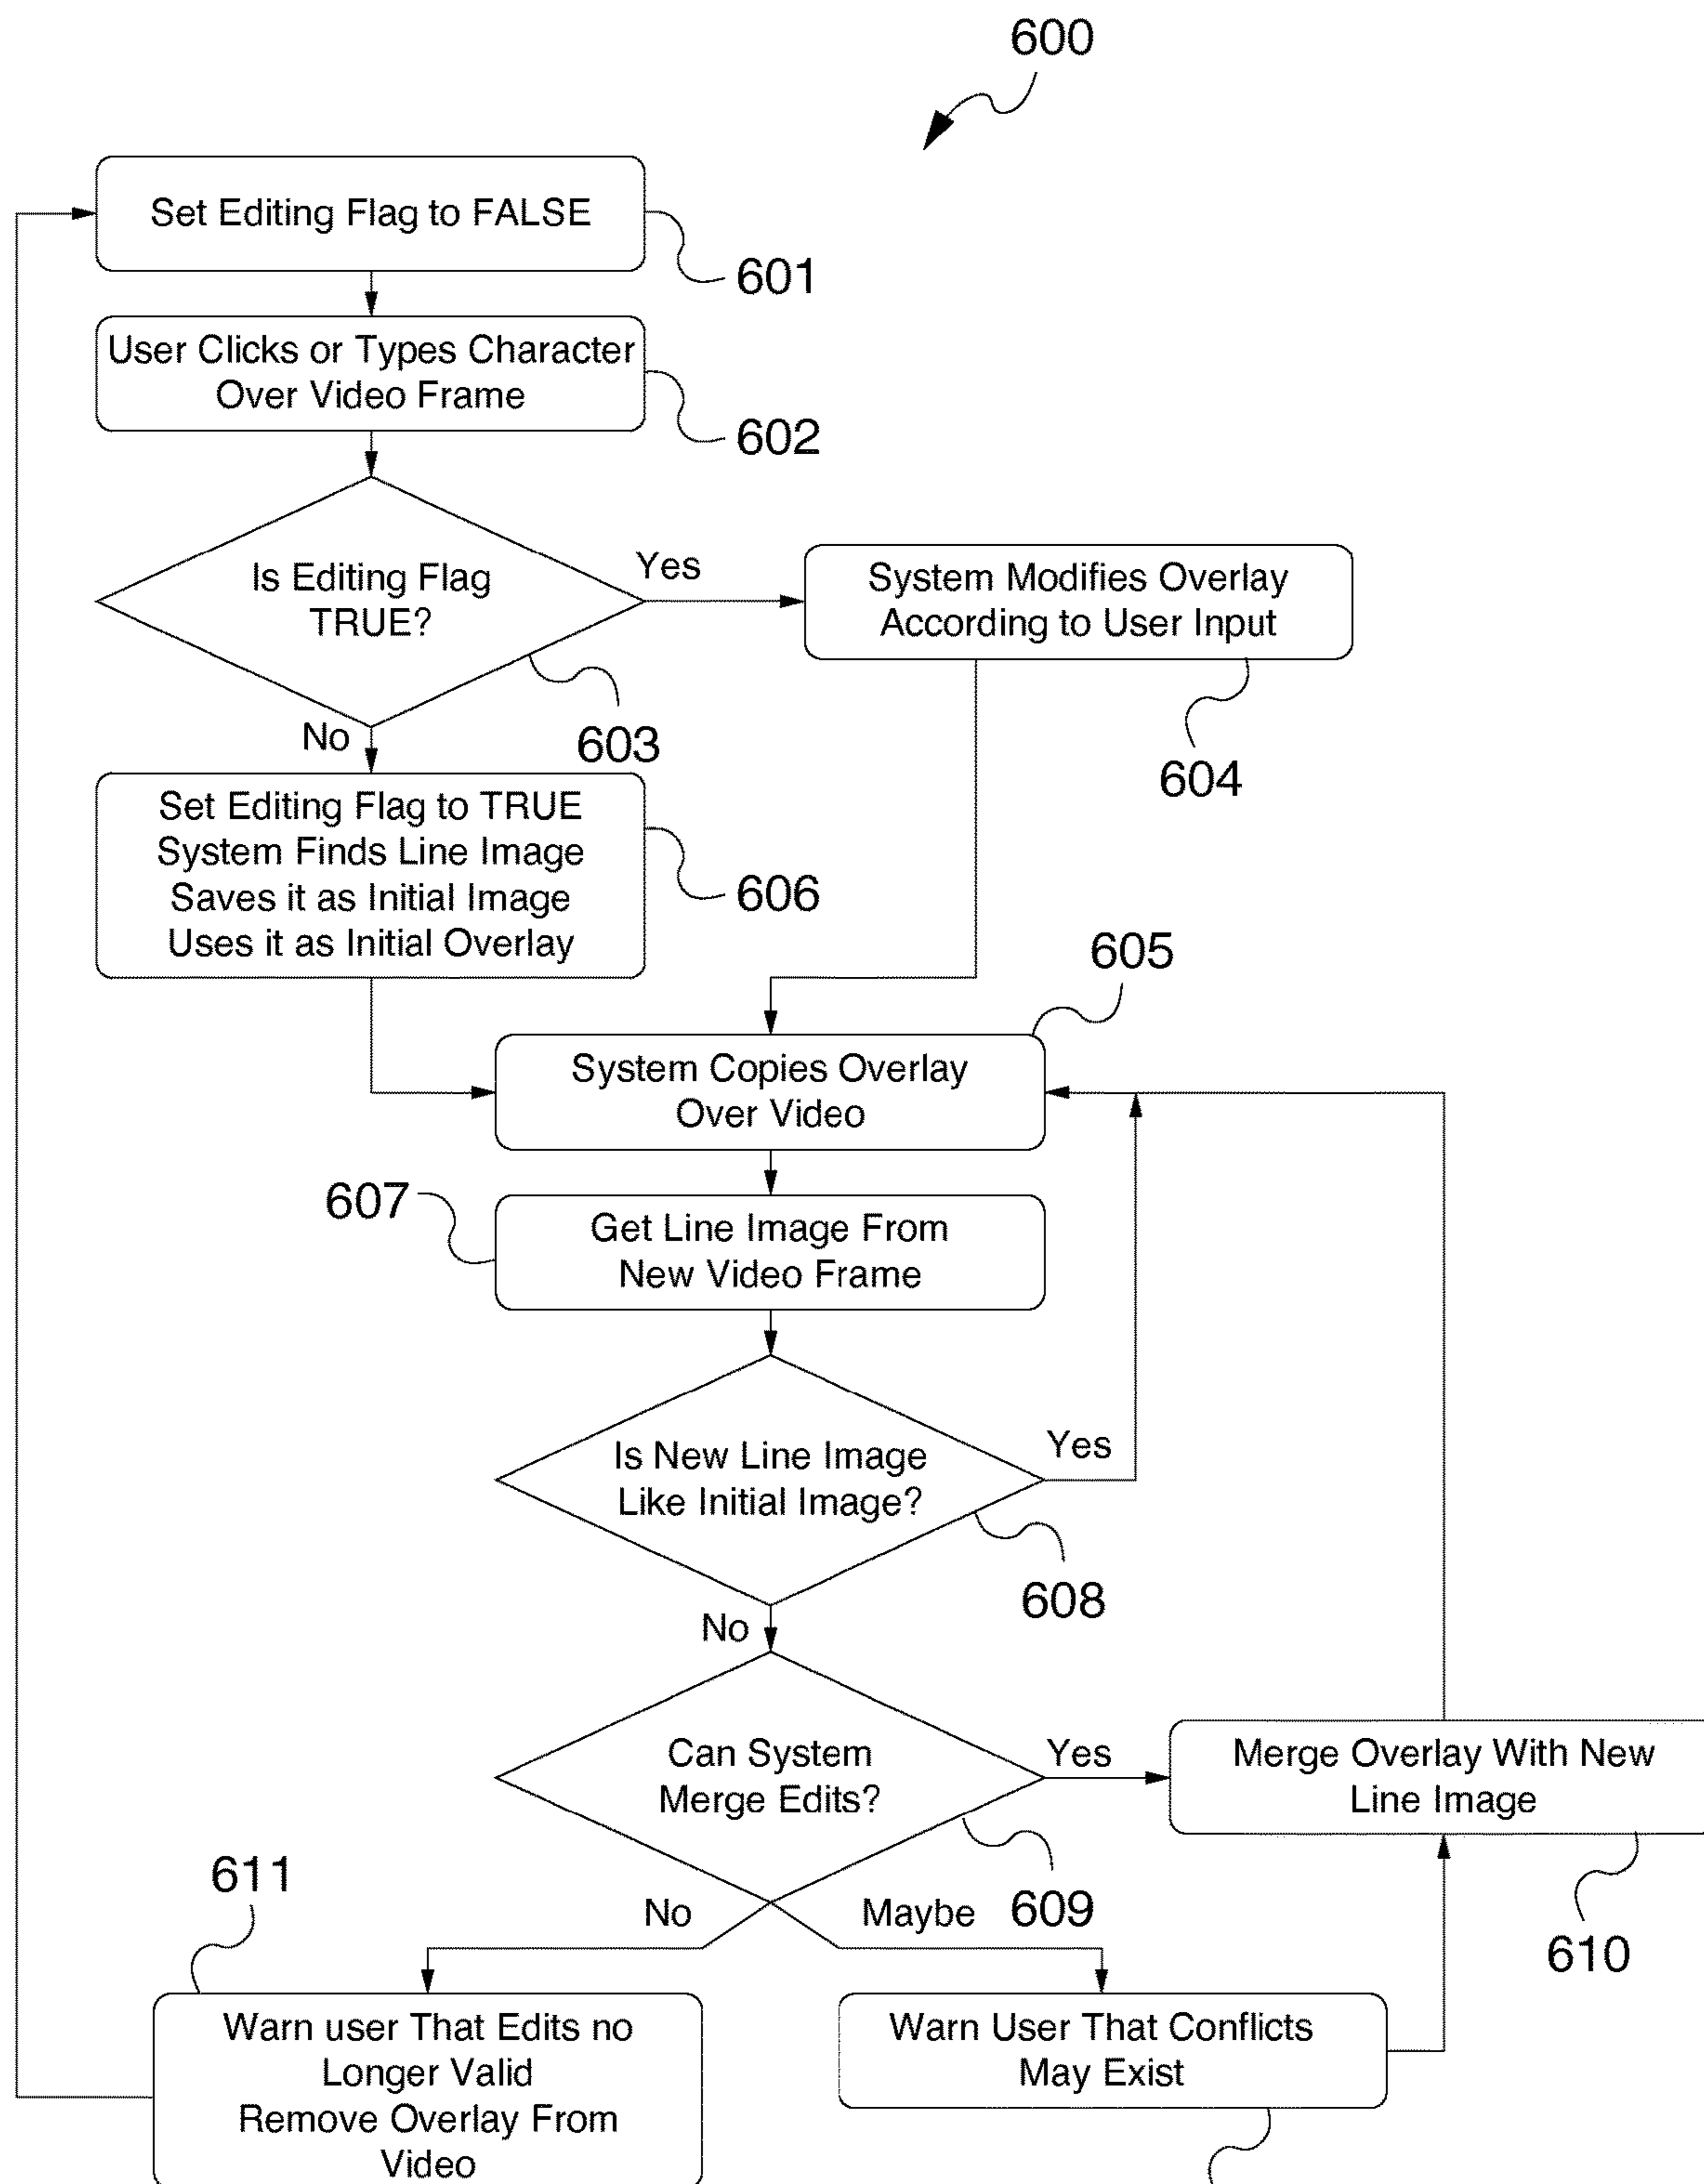 600
Set Editing Flag to FALSE
601
User Clicks or Types Character
Over Video Frame
602
Is Editing Flag
TRUE?
Yes
603
No
System Modifies Overlay
According to User Input
604
Set Editing Flag to TRUE
System Finds Line Image
Saves it as Initial Image
Uses it as Initial Overlay
606
605
System Copies Overlay
Over Video
607
Get Line Image From
New Video Frame
Is New Line Image
Like Initial Image?
Yes
608
No
Can System
Merge Edits?
Yes
Merge Overlay With New
Line Image
610
609
No
Maybe
611
Warn user That Edits no
Longer Valid
Remove Overlay From
Video
Warn User That Conflicts
May Exist